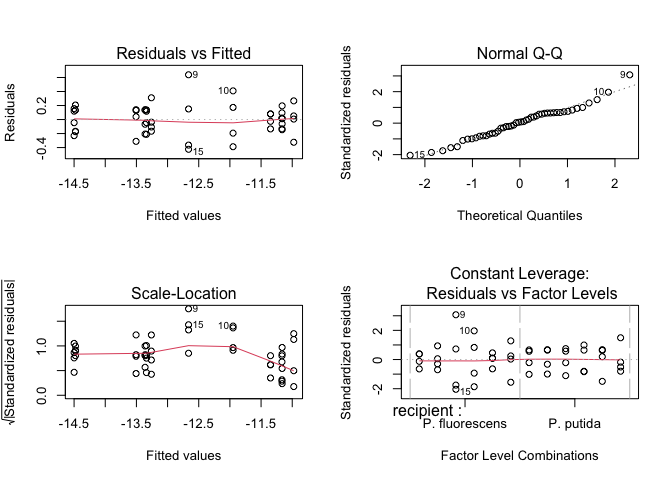 Residuals vs Fitted
Residuals
0.2
-0.4
9
10
15
-14.5 -13.5 -12.5 -11.5
Fitted values
Normal Q-Q
Standardized residuals
2
0
-2
9
10
15
-2 -1 0 1 2
Theoretical Quantiles
Scale-Location
√|Standardized residuals|
1.0
0.0
9
15
10
-14.5 -13.5 -12.5 -11.5
Fitted values
Constant Leverage:
Residuals vs Factor Levels
Standardized residuals
2
0
-2
9
10
15
recipient :
P. fluorescens P. putida
Factor Level Combinations